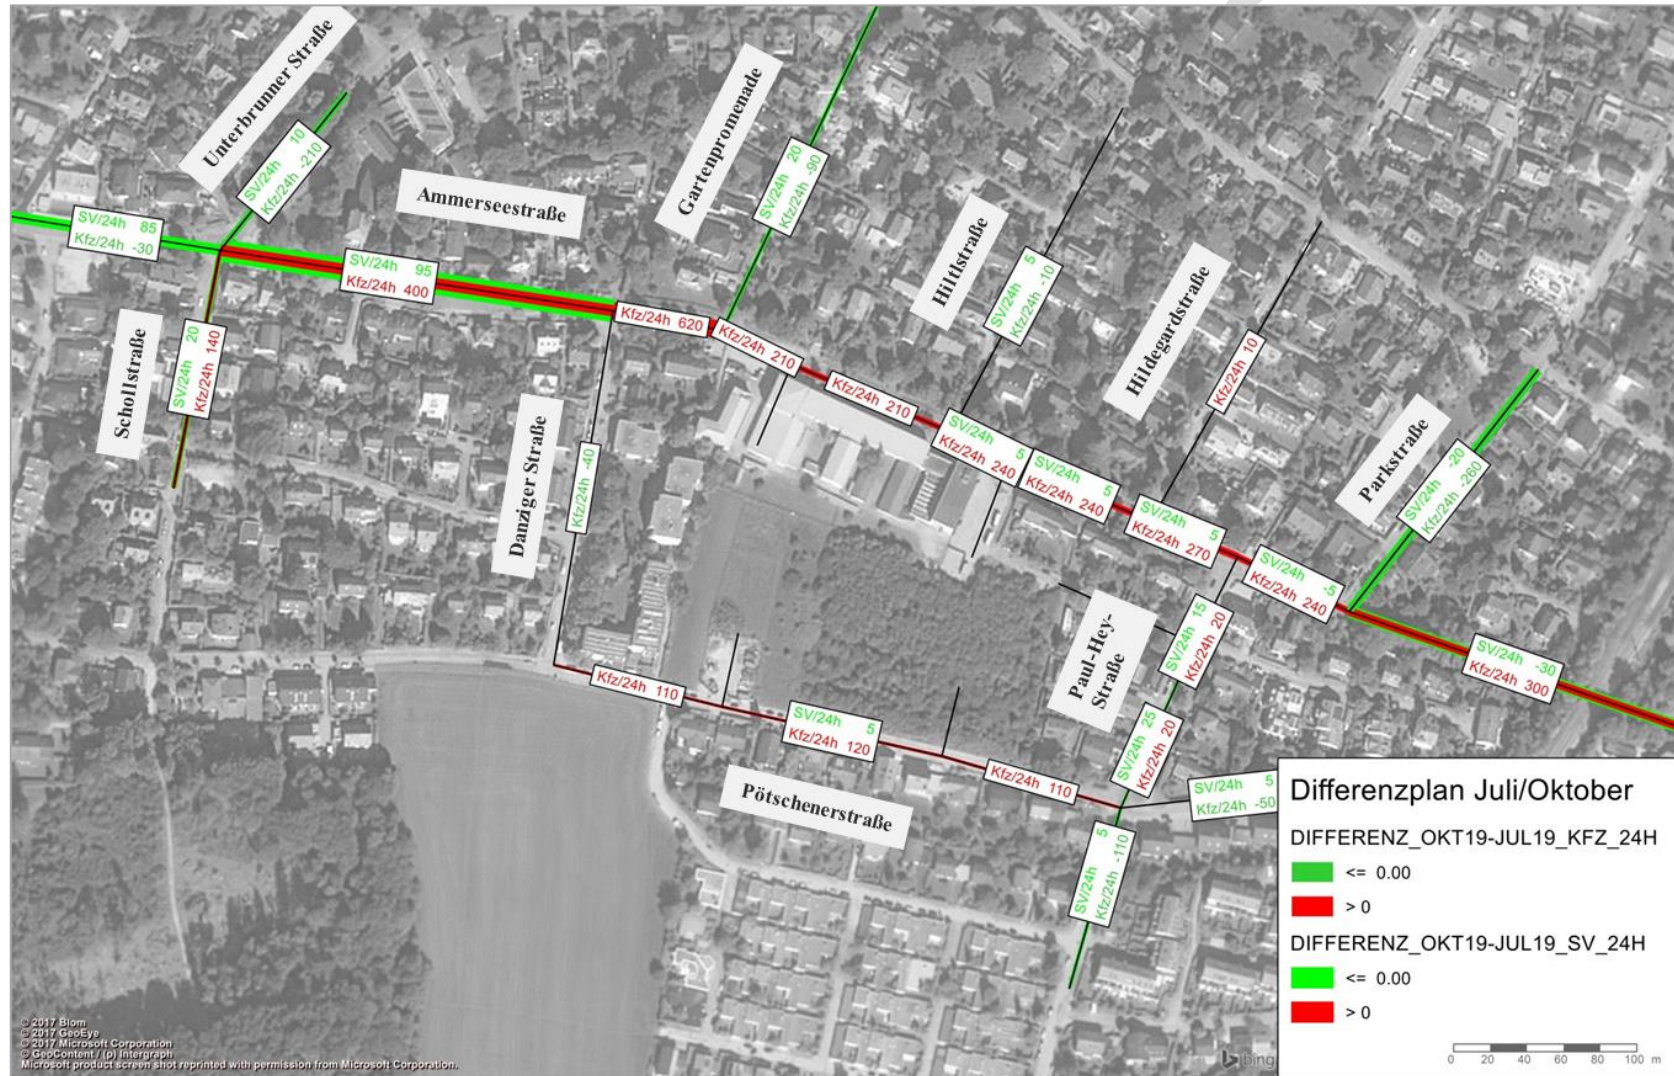 Unterbrunner Straße
SV/24h 10
Kfz/24h -210
Ammerseestraße
Gartenpromenade
SV/24h 20
Kfz/24h -90
SV/24h 85
Kfz/24h -30
SV/24h 95
Kfz/24h 400
Kfz/24h 620
Kfz/24h 210
Kfz/24h 210
Hiltlstraße
SV/24h 5
Kfz/24h -10
Hildegardstraße
Kfz/24h 10
Schollstraße
SV/24h 20
Kfz/24h 140
Danziger Straße
Kfz/24h -40
SV/24h 5
Kfz/24h 240
SV/24h 5
Kfz/24h 240
SV/24h 5
Kfz/24h 270
SV/24h -5
Kfz/24h 240
Parkstraße
SV/24h -20
Kfz/24h -260
SV/24h -30
Kfz/24h 300
Paul-Hey-
Straße
SV/24h 15
Kfz/24h 20
SV/24h 25
Kfz/24h 20
Kfz/24h 110
SV/24h 5
Kfz/24h 120
Kfz/24h 110
Pötschenerstraße
SV/24h 5
Kfz/24h -50
SV/24h 5
Kfz/24h -110
Differenzplan Juli/Oktober
DIFFERENZ_OKT19-JUL19_KFZ_24H
<= 0.00
> 0
DIFFERENZ_OKT19-JUL19_SV_24H
<= 0.00
> 0
0 20 40 60 80 100 m
© 2017 Blom
© 2017 GeoEye
© 2017 Microsoft Corporation
© GeoContent / (p) Intergraph
Microsoft product screen shot reprinted with permission from Microsoft Corporation.
bing